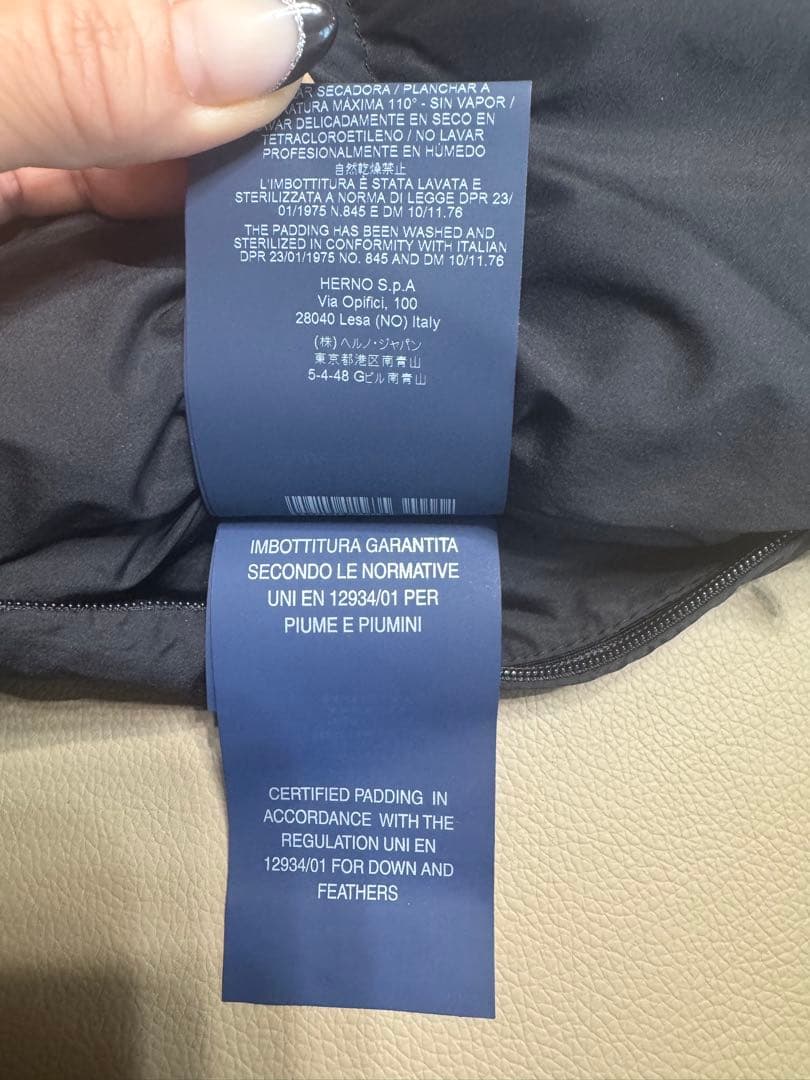 SECADORA / PLANCHAR A
MÁXIMA 110° - SIN VAPOR /
DELICADAMENTE EN SECO EN
TETRACLOROETILENO / NO LAVAR
PROFESIONALMENTE EN HÚMEDO
自然乾燥禁止
L'IMBOTTITURA È STATA LAVATA E
STERILIZZATA A NORMA DI LEGGE DPR 23/
01/1975 N.845 E DM 10/11.76
THE PADDING HAS BEEN WASHED AND
STERILIZED IN CONFORMITY WITH ITALIAN
DPR 23/01/1975 NO. 845 AND DM 10/11.76
HERNO S.p.A
Via Opifici, 100
28040 Lesa (NO) Italy
(株) ヘルノ・ジャパン
東京都港区南青山
5-4-48 Gビル南青山
IMBOTTITURA GARANTITA
SECONDO LE NORMATIVE
UNI EN 12934/01 PER
PIUME E PIUMINI
CERTIFIED PADDING IN
ACCORDANCE WITH THE
REGULATION UNI EN
12934/01 FOR DOWN AND
FEATHERS